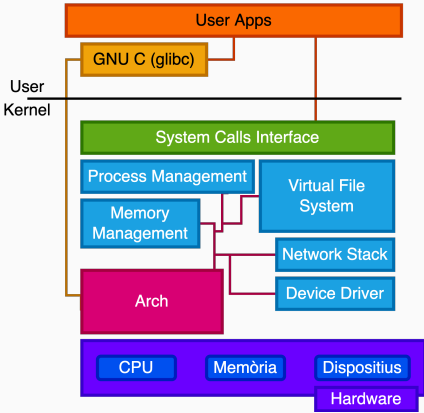 User Apps
GNU C (glibc)
User
Kernel
System Calls Interface
Process Management
Virtual File
System
Memory
Management
Network Stack
Arch
Device Driver
CPU
Memòria
Dispositius
Hardware